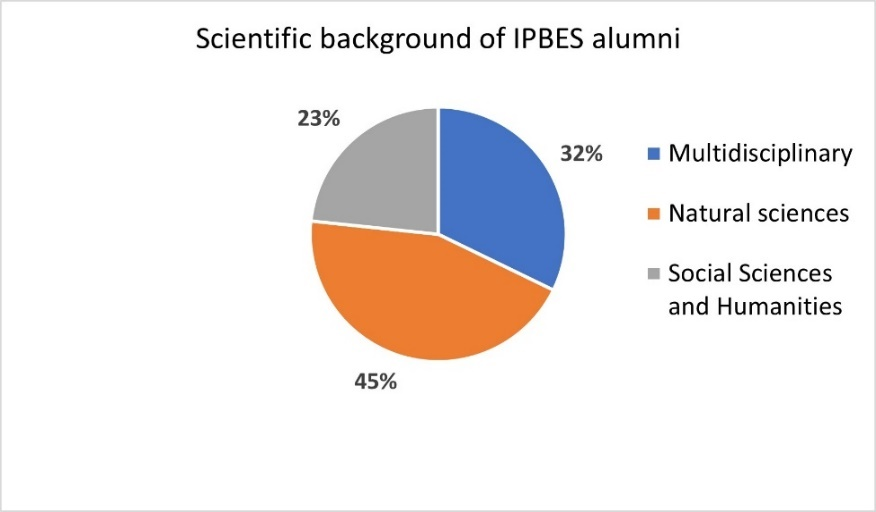 Scientific background of IPBES alumni
23%
32%
45%
Multidisciplinary
Natural sciences
Social Sciences
and Humanities